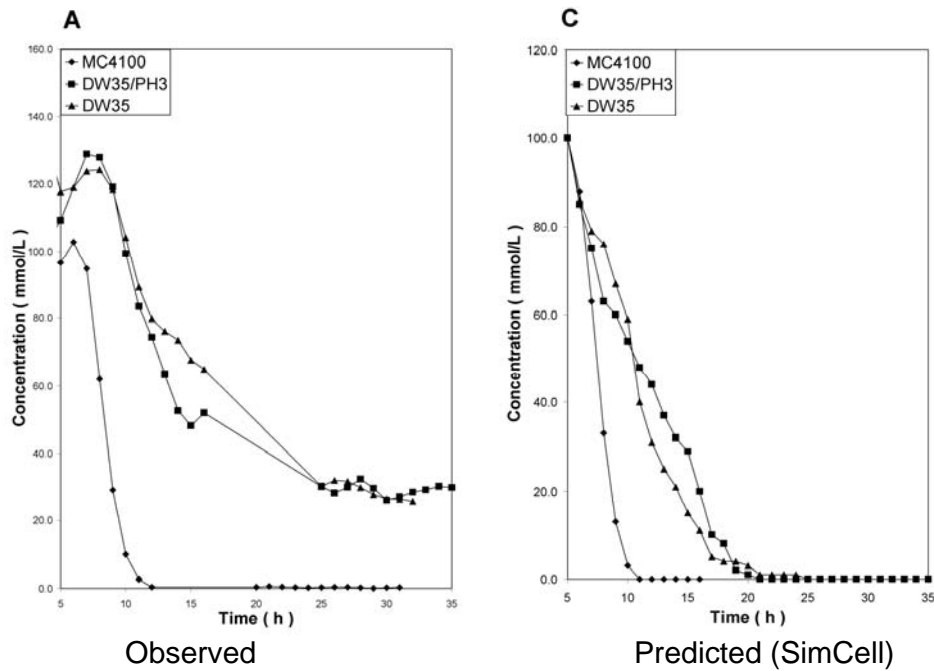 A
160.0
MC4100
DW35/PH3
DW35
140.0
120.0
100.0
80.0
60.0
40.0
20.0
0.0
Concentration ( mmol/L )
5 10 15 20 25 30 35
Time ( h )
Observed
C
120.0
MC4100
DW35/PH3
DW35
100.0
80.0
60.0
40.0
20.0
0.0
Concentration ( mmol/L )
5 10 15 20 25 30 35
Time ( h )
Predicted (SimCell)